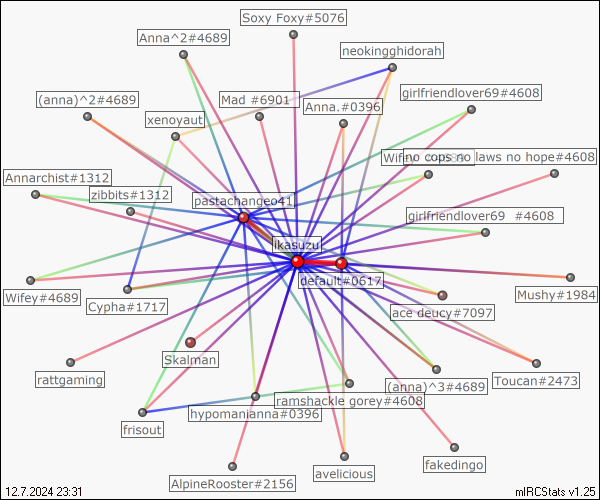 Soxy Foxy#5076
Anna^2#4689
neokingghidorah
girlfriendlover69#4608
(anna)^2#4689
Mad #6901
Anna.#0396
xenoyaut
no cops no laws no hope#4608
Annarchist#1312
zibbits#1312
pastachangeo41
girlfriendlover69 #4608
ikasuzu
default#0617
Wifey#4689
Cypha#1717
ace deucy#7097
Mushy#1984
Skalman
rattgaming
Toucan#2473
(anna)^3#4689
ramshackle gorey#4608
hypomanianna#0396
frisout
fakedingo
avelicious
AlpineRooster#2156
12.7.2024 23:31
mIRCStats v1.25